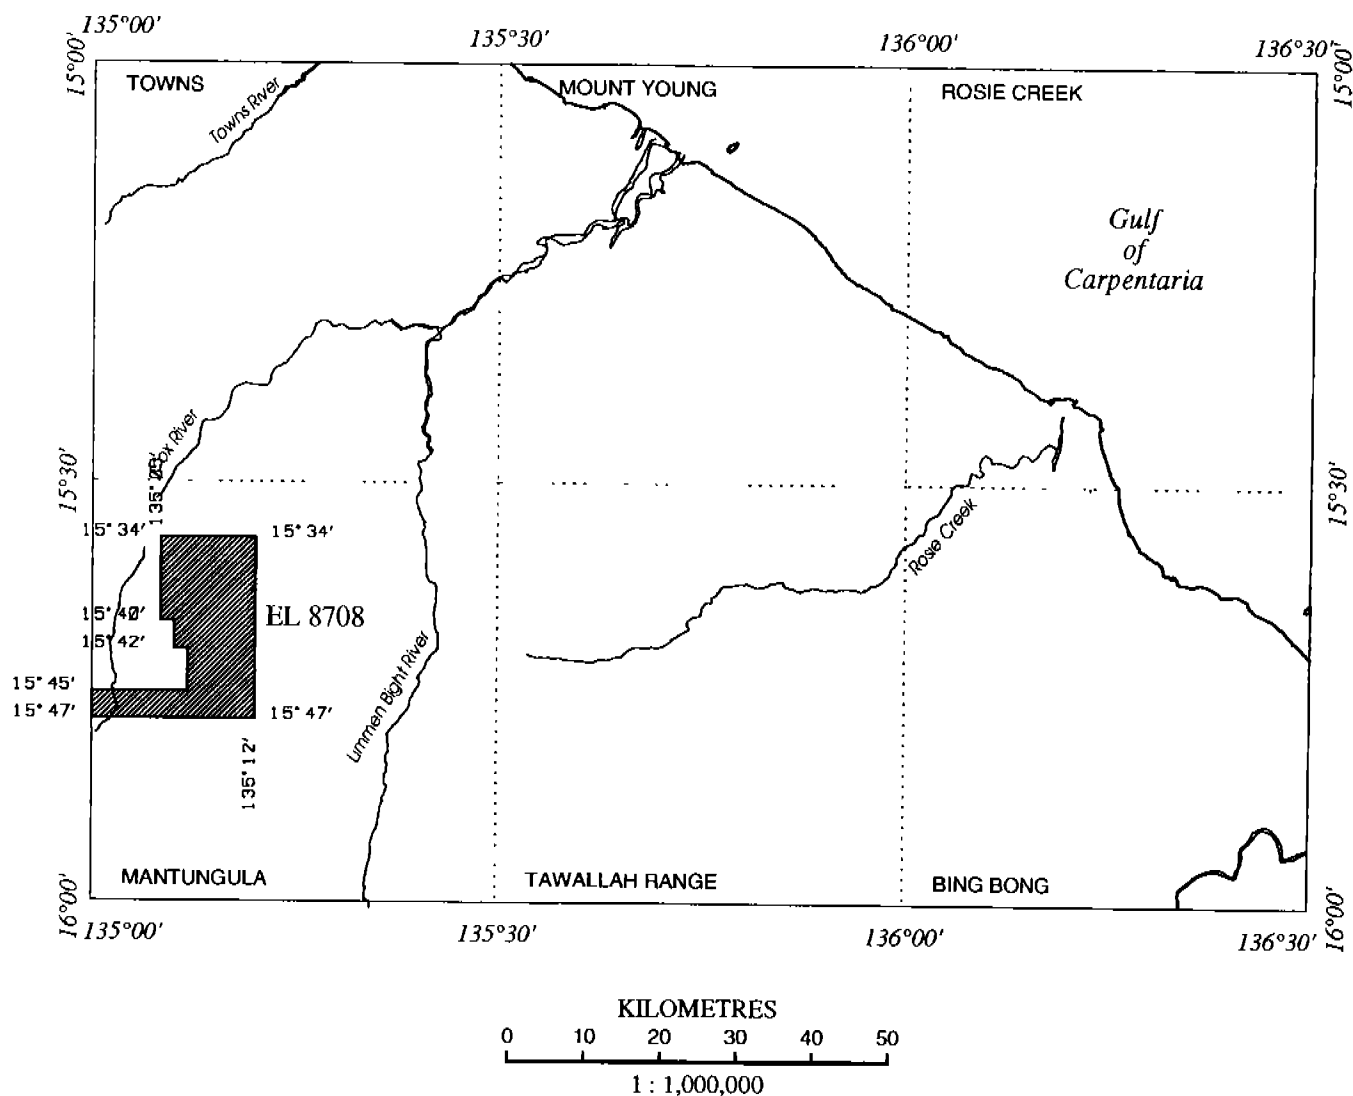 135°00'
135°30'
136°00'
136°30'
15°00'
15°00'
TOWNS
MOUNT YOUNG
ROSIE CREEK
Towns River
Gulf
of
Carpentaria
15°30'
15°30'
Fox River
15° 34'
15° 34'
Rosie Creek
15° 40'
EL 8708
15° 42'
Limmen Bight River
15° 45'
15° 47'
15° 47'
135° 12'
MANTUNGULA
TAWALLAH RANGE
BING BONG
16°00'
16°00'
135°00'
135°30'
136°00'
136°30'
KILOMETRES
0 10 20 30 40 50
1 : 1,000,000